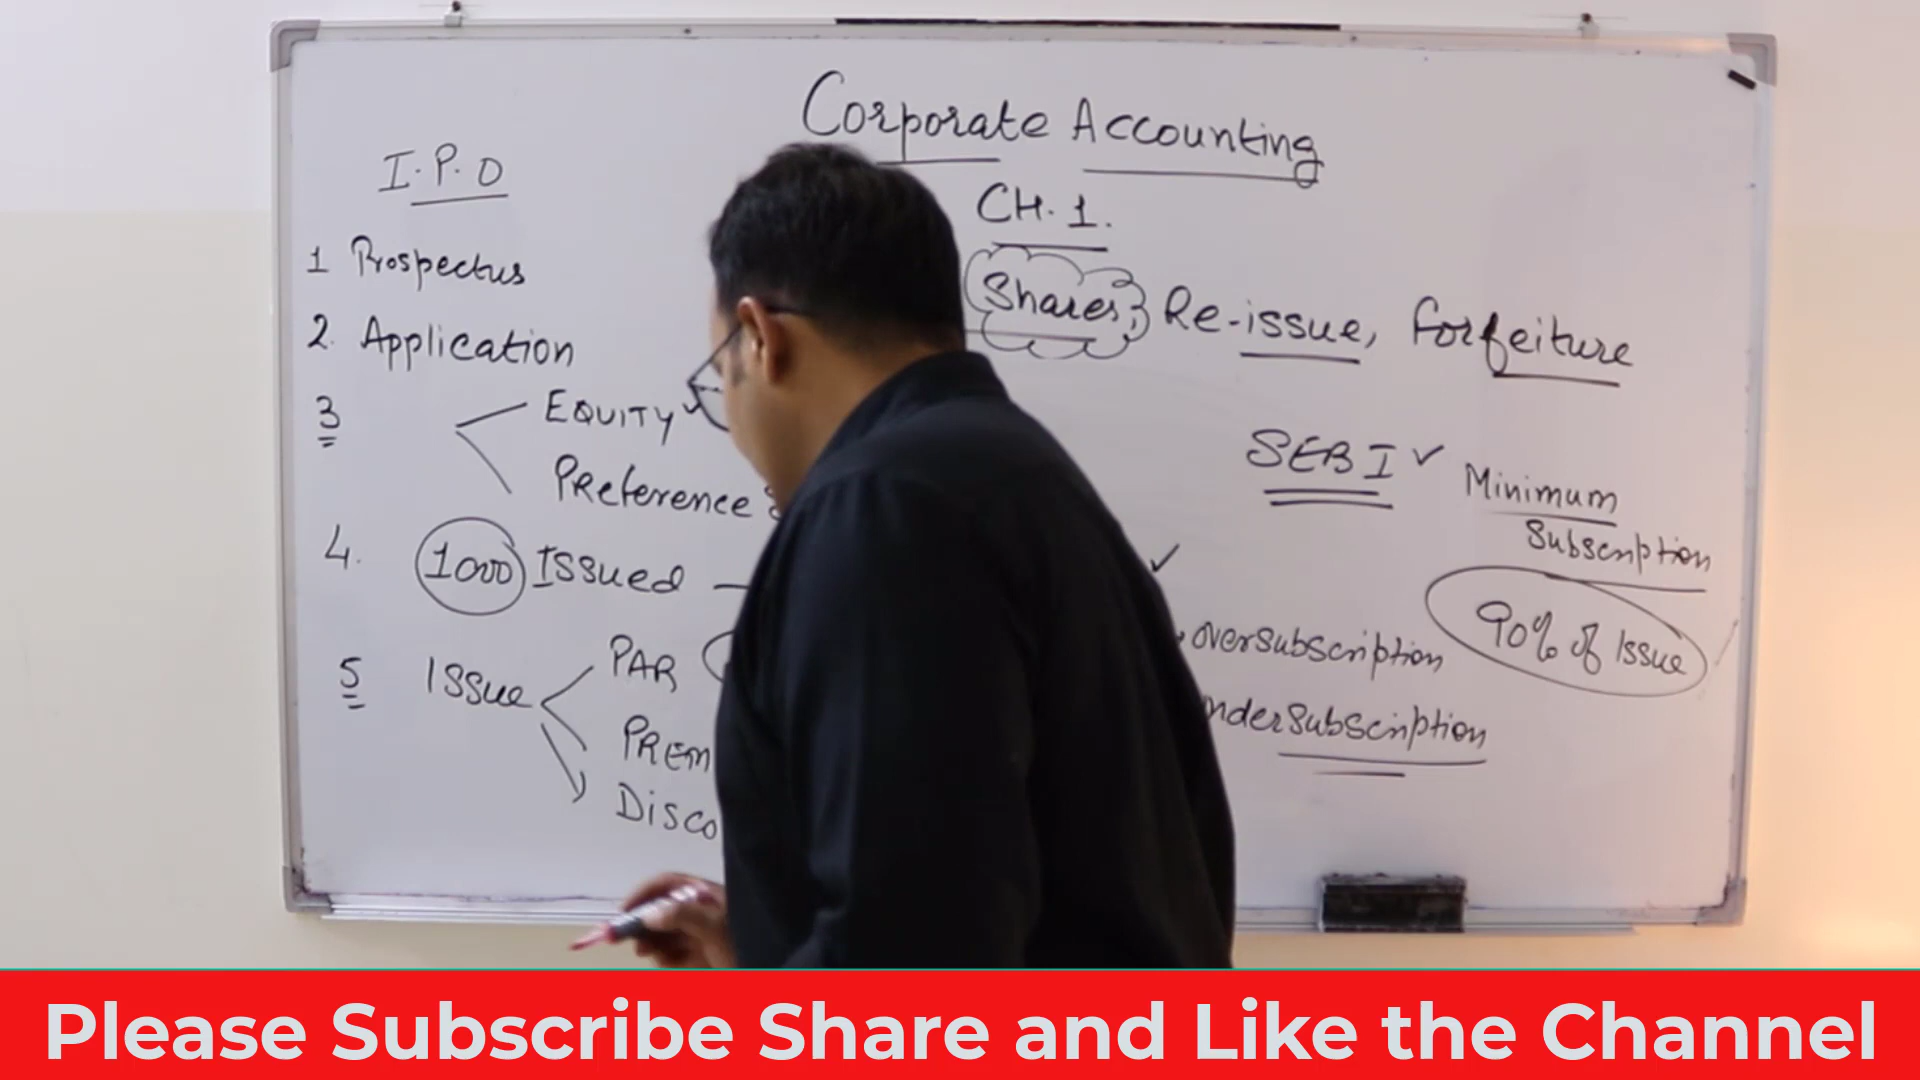 Corporate Accounting
CH. 1.
Shares, Re-issue, Forfeiture
I.P.O
1 Prospectus
2. Application
3
EQUITY
Preference
4. 1000 Issued
5 Issue
PAR
PREM
Disco
SEBI
Minimum
Subscription
90% of Issue
oversubscription
ndersubscription
Please Subscribe Share and Like the Channel